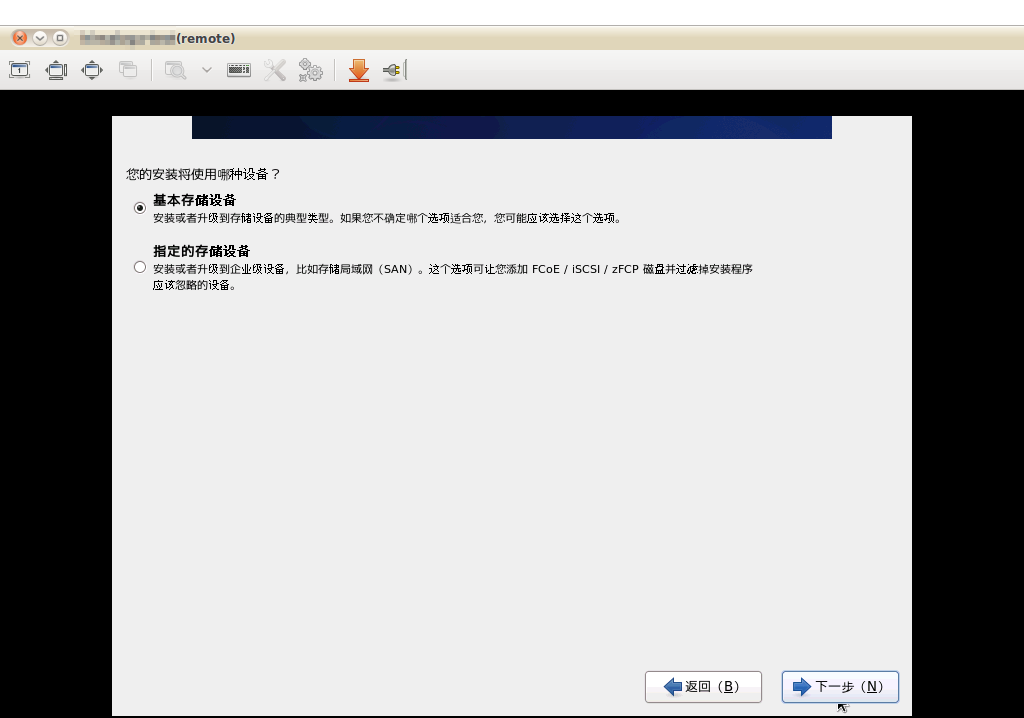 (remote)
您的安装将使用哪种设备？
基本存储设备
安装或者升级到存储设备的典型类型。如果您不确定哪个选项适合您，您可能应该选择这个选项。
指定的存储设备
安装或者升级到企业级设备，比如存储局域网（SAN）。这个选项可让您添加 FCoE / iSCSI / zFCP 磁盘并过滤掉安装程序
应该忽略的设备。
返回（B）
下一步（N）